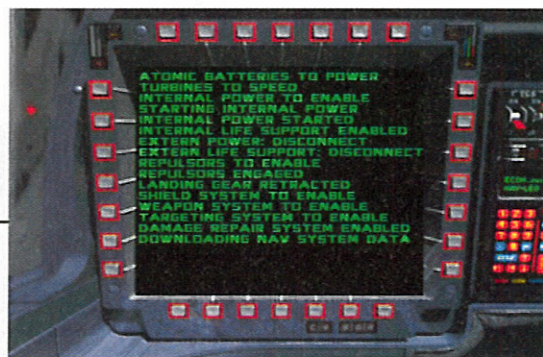 ATOMIC BATTERIES TO POWER
TURBINES TO SPEED
INTERNAL POWER TO ENABLE
STARTING INTERNAL POWER
INTERNAL POWER STARTED
INTERNAL LIFE SUPPORT ENABLED
EXTERN POWER: DISCONNECT
EXTERN LIFE SUPPORT: DISCONNECT
REPULSORS TO ENABLE
REPULSORS ENGAGED
LANDING GEAR RETRACTED
SHIELD SYSTEM TO ENABLE
WEAPON SYSTEM TO ENABLE
TARGETING SYSTEM TO ENABLE
DAMAGE REPAIR SYSTEM ENABLED
DOWNLOADING NAV SYSTEM DATA